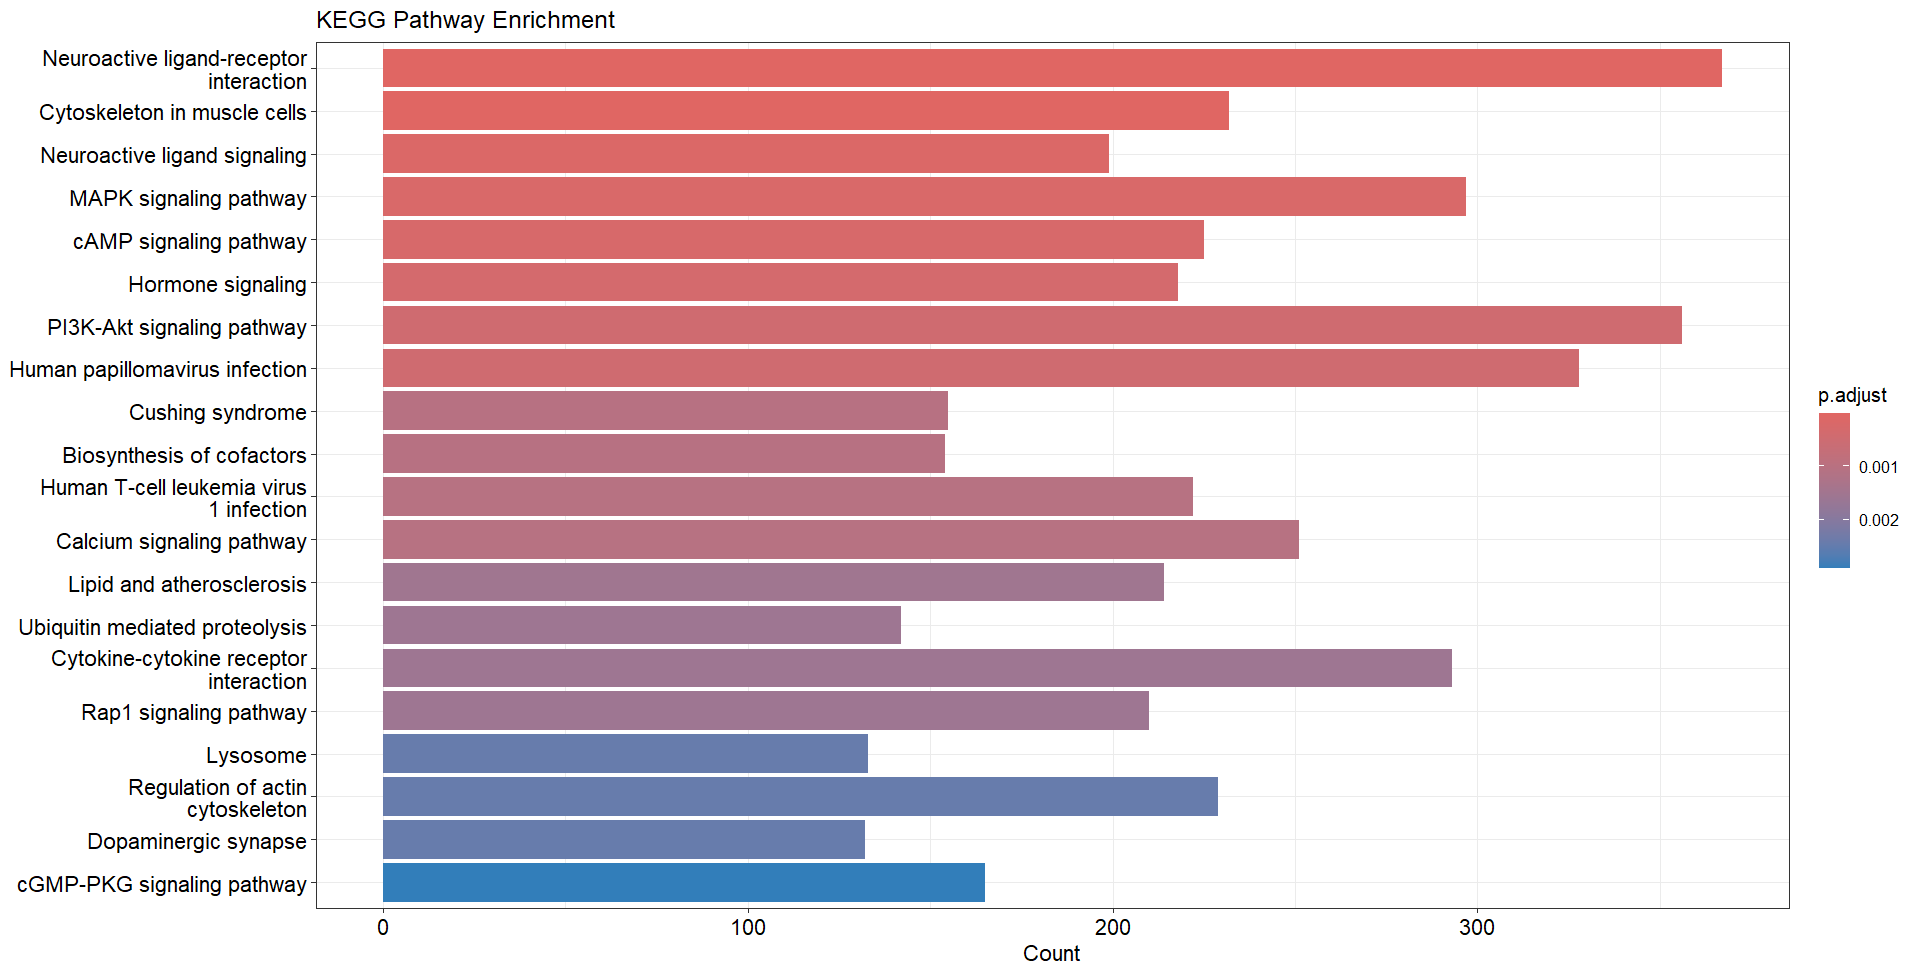 KEGG Pathway Enrichment
Neuroactive ligand-receptor
interaction
Cytoskeleton in muscle cells
Neuroactive ligand signaling
MAPK signaling pathway
cAMP signaling pathway
Hormone signaling
PI3K-Akt signaling pathway
Human papillomavirus infection
Cushing syndrome
Biosynthesis of cofactors
Human T-cell leukemia virus
1 infection
Calcium signaling pathway
Lipid and atherosclerosis
Ubiquitin mediated proteolysis
Cytokine-cytokine receptor
interaction
Rap1 signaling pathway
Lysosome
Regulation of actin
cytoskeleton
Dopaminergic synapse
cGMP-PKG signaling pathway
0 100 200 300
Count
p.adjust
0.001
0.002